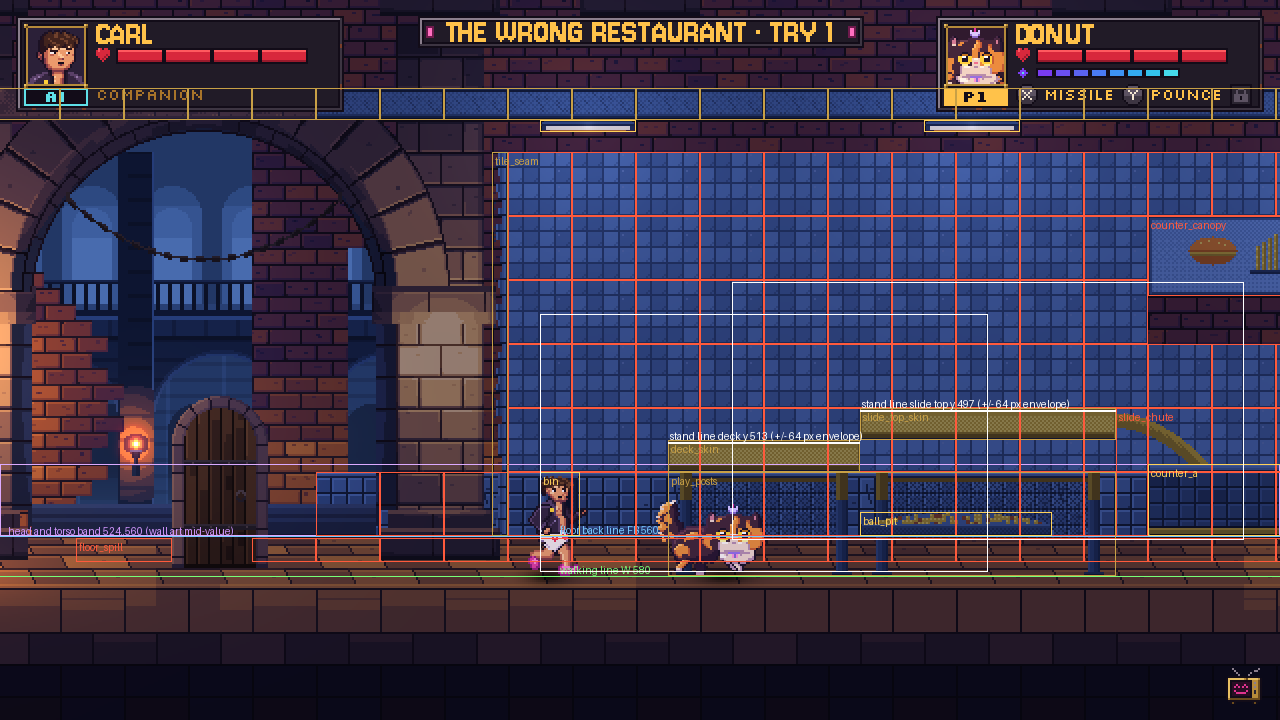 CARL
THE WRONG RESTAURANT · TRY 1
DONUT
AI
COMPANION
P1
X MISSILE Y POUNCE
tile_seam
counter_canopy
stand line slide top y 497 (+/- 64 px envelope)
slide_top_skin
slide_chute
stand line deck y 513 (+/- 64 px envelope)
deck_skin
counter_a
bin
play_posts
ball_pit
head and torso band 524..560 (wall art mid-value)
floor back line FB 560
floor_spill
walking line W 580